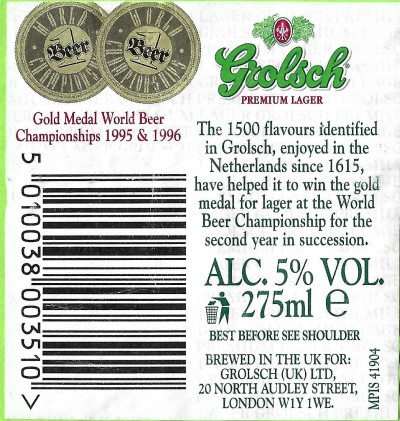 WORLD
Beer
CHAMPIONSHIPS
WORLD
Beer
CHAMPIONSHIPS
Gold Medal World Beer
Championships 1995 & 1996
5 010038 003510 >
Grolsch
PREMIUM LAGER
The 1500 flavours identified
in Grolsch, enjoyed in the
Netherlands since 1615,
have helped it to win the gold
medal for lager at the World
Beer Championship for the
second year in succession.
ALC. 5% VOL.
275ml e
BEST BEFORE SEE SHOULDER
BREWED IN THE UK FOR:
GROLSCH (UK) LTD,
20 NORTH AUDLEY STREET,
LONDON W1Y 1WE.
MPIS 41904